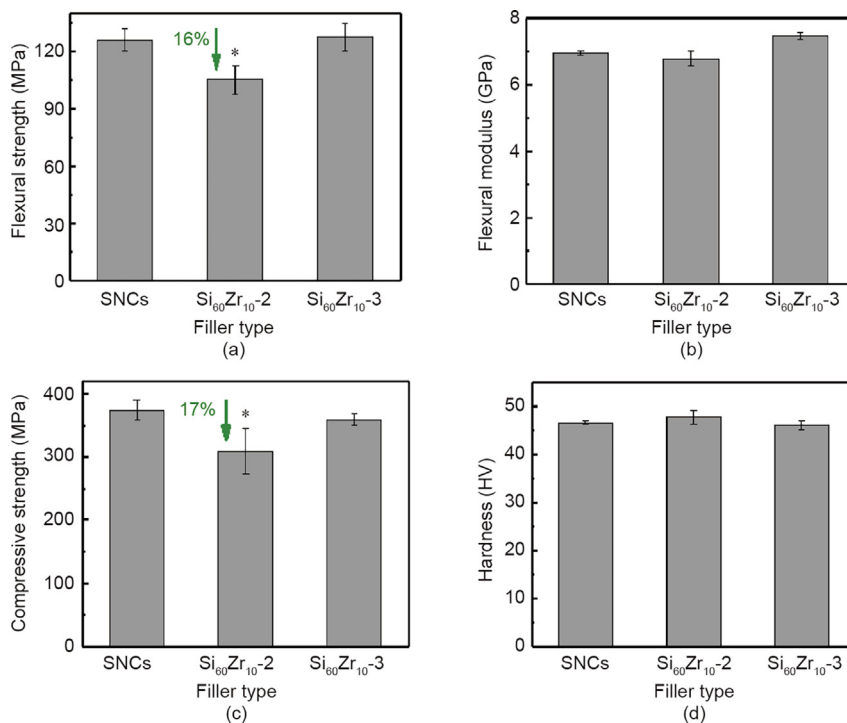 Flexural strength (MPa)
120
90
60
30
0
16%
*
SNCs Si₆₀Zr₁₀-2 Si₆₀Zr₁₀-3
Filler type
(a)
Flexural modulus (GPa)
8
6
4
2
0
SNCs Si₆₀Zr₁₀-2 Si₆₀Zr₁₀-3
Filler type
(b)
Compressive strength (MPa)
400
300
200
100
0
17%
*
SNCs Si₆₀Zr₁₀-2 Si₆₀Zr₁₀-3
Filler type
(c)
Hardness (HV)
50
40
30
20
10
0
SNCs Si₆₀Zr₁₀-2 Si₆₀Zr₁₀-3
Filler type
(d)